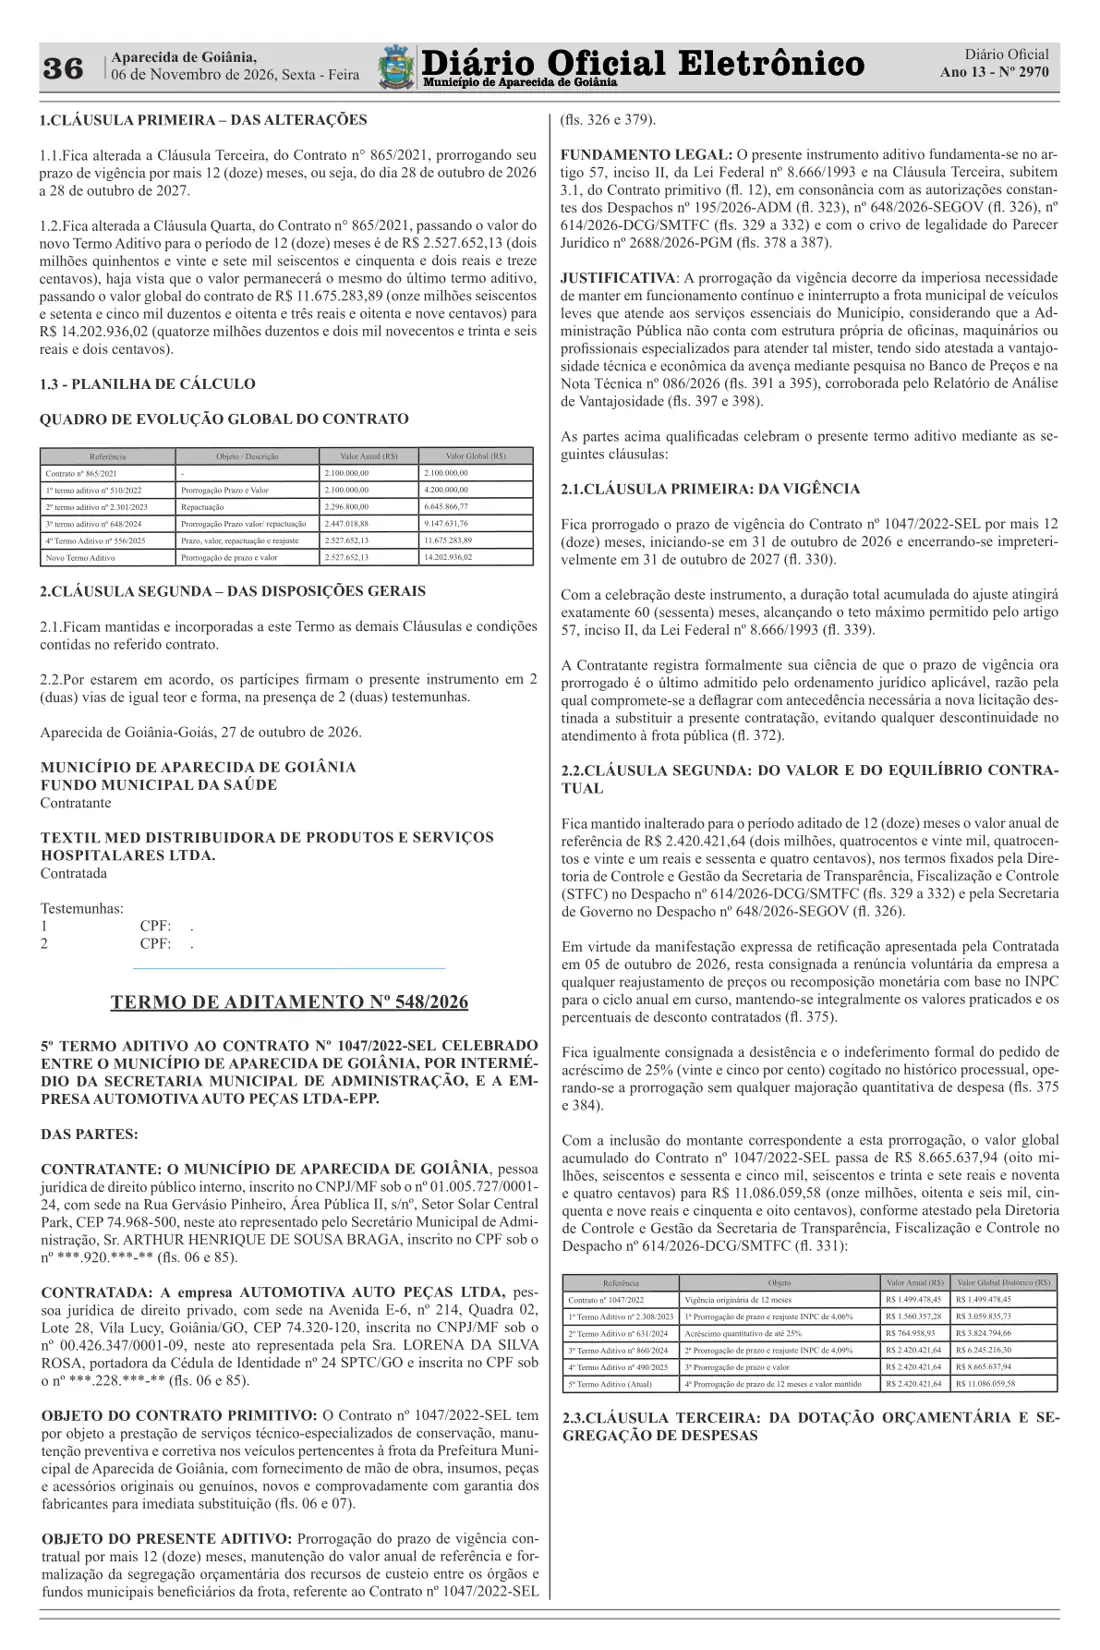 36
Aparecida de Goiânia,
06 de Novembro de 2026, Sexta - Feira
Diário Oficial Eletrônico
Município de Aparecida de Goiânia
Diário Oficial
Ano 13 - Nº 2970
1.CLÁUSULA PRIMEIRA – DAS ALTERAÇÕES
1.1.Fica alterada a Cláusula Terceira, do Contrato n° 865/2021, prorrogando seu
prazo de vigência por mais 12 (doze) meses, ou seja, do dia 28 de outubro de 2026
a 28 de outubro de 2027.
1.2.Fica alterada a Cláusula Quarta, do Contrato n° 865/2021, passando o valor do
novo Termo Aditivo para o período de 12 (doze) meses é de R$ 2.527.652,13 (dois
milhões quinhentos e vinte e sete mil seiscentos e cinquenta e dois reais e treze
centavos), haja vista que o valor permanecerá o mesmo do último termo aditivo,
passando o valor global do contrato de R$ 11.675.283,89 (onze milhões seiscentos
e setenta e cinco mil duzentos e oitenta e três reais e oitenta e nove centavos) para
R$ 14.202.936,02 (quatorze milhões duzentos e dois mil novecentos e trinta e seis
reais e dois centavos).
1.3 - PLANILHA DE CÁLCULO
QUADRO DE EVOLUÇÃO GLOBAL DO CONTRATO
Referência Objeto / Descrição Valor Anual (R$) Valor Global (R$)
Contrato nº 865/2021 - 2.100.000,00 2.100.000,00
1º termo aditivo nº 510/2022 Prorrogação Prazo e Valor 2.100.000,00 4.200.000,00
2º termo aditivo nº 2.301/2023 Repactuação 2.296.800,00 6.645.866,77
3º termo aditivo nº 648/2024 Prorrogação Prazo valor/ repactuação 2.447.018,88 9.147.631,76
4º Termo Aditivo nº 556/2025 Prazo, valor, repactuação e reajuste 2.527.652,13 11.675.283,89
Novo Termo Aditivo Prorrogação de prazo e valor 2.527.652,13 14.202.936,02
2.CLÁUSULA SEGUNDA – DAS DISPOSIÇÕES GERAIS
2.1.Ficam mantidas e incorporadas a este Termo as demais Cláusulas e condições
contidas no referido contrato.
2.2.Por estarem em acordo, os partícipes firmam o presente instrumento em 2
(duas) vias de igual teor e forma, na presença de 2 (duas) testemunhas.
Aparecida de Goiânia-Goiás, 27 de outubro de 2026.
MUNICÍPIO DE APARECIDA DE GOIÂNIA
FUNDO MUNICIPAL DA SAÚDE
Contratante
TEXTIL MED DISTRIBUIDORA DE PRODUTOS E SERVIÇOS
HOSPITALARES LTDA.
Contratada
Testemunhas:
1 CPF: .
2 CPF: .
TERMO DE ADITAMENTO Nº 548/2026
5º TERMO ADITIVO AO CONTRATO Nº 1047/2022-SEL CELEBRADO
ENTRE O MUNICÍPIO DE APARECIDA DE GOIÂNIA, POR INTERMÉ-
DIO DA SECRETARIA MUNICIPAL DE ADMINISTRAÇÃO, E A EM-
PRESA AUTOMOTIVA AUTO PEÇAS LTDA-EPP.
DAS PARTES:
CONTRATANTE: O MUNICÍPIO DE APARECIDA DE GOIÂNIA, pessoa
jurídica de direito público interno, inscrito no CNPJ/MF sob o nº 01.005.727/0001-
24, com sede na Rua Gervásio Pinheiro, Área Pública II, s/nº, Setor Solar Central
Park, CEP 74.968-500, neste ato representado pelo Secretário Municipal de Admi-
nistração, Sr. ARTHUR HENRIQUE DE SOUSA BRAGA, inscrito no CPF sob o
nº ***.920.***-** (fls. 06 e 85).
CONTRATADA: A empresa AUTOMOTIVA AUTO PEÇAS LTDA, pes-
soa jurídica de direito privado, com sede na Avenida E-6, nº 214, Quadra 02,
Lote 28, Vila Lucy, Goiânia/GO, CEP 74.320-120, inscrita no CNPJ/MF sob o
nº 00.426.347/0001-09, neste ato representada pela Sra. LORENA DA SILVA
ROSA, portadora da Cédula de Identidade nº 24 SPTC/GO e inscrita no CPF sob
o nº ***.228.***-** (fls. 06 e 85).
OBJETO DO CONTRATO PRIMITIVO: O Contrato nº 1047/2022-SEL tem
por objeto a prestação de serviços técnico-especializados de conservação, manu-
tenção preventiva e corretiva nos veículos pertencentes à frota da Prefeitura Muni-
cipal de Aparecida de Goiânia, com fornecimento de mão de obra, insumos, peças
e acessórios originais ou genuínos, novos e comprovadamente com garantia dos
fabricantes para imediata substituição (fls. 06 e 07).
OBJETO DO PRESENTE ADITIVO: Prorrogação do prazo de vigência con-
tratual por mais 12 (doze) meses, manutenção do valor anual de referência e for-
malização da segregação orçamentária dos recursos de custeio entre os órgãos e
fundos municipais beneficiários da frota, referente ao Contrato nº 1047/2022-SEL
(fls. 326 e 379).
FUNDAMENTO LEGAL: O presente instrumento aditivo fundamenta-se no ar-
tigo 57, inciso II, da Lei Federal nº 8.666/1993 e na Cláusula Terceira, subitem
3.1, do Contrato primitivo (fl. 12), em consonância com as autorizações constan-
tes dos Despachos nº 195/2026-ADM (fl. 323), nº 648/2026-SEGOV (fl. 326), nº
614/2026-DCG/SMTFC (fls. 329 a 332) e com o crivo de legalidade do Parecer
Jurídico nº 2688/2026-PGM (fls. 378 a 387).
JUSTIFICATIVA: A prorrogação da vigência decorre da imperiosa necessidade
de manter em funcionamento contínuo e ininterrupto a frota municipal de veículos
leves que atende aos serviços essenciais do Município, considerando que a Ad-
ministração Pública não conta com estrutura própria de oficinas, maquinários ou
profissionais especializados para atender tal mister, tendo sido atestada a vantajo-
sidade técnica e econômica da avença mediante pesquisa no Banco de Preços e na
Nota Técnica nº 086/2026 (fls. 391 a 395), corroborada pelo Relatório de Análise
de Vantajosidade (fls. 397 e 398).
As partes acima qualificadas celebram o presente termo aditivo mediante as se-
guintes cláusulas:
2.1.CLÁUSULA PRIMEIRA: DA VIGÊNCIA
Fica prorrogado o prazo de vigência do Contrato nº 1047/2022-SEL por mais 12
(doze) meses, iniciando-se em 31 de outubro de 2026 e encerrando-se impreteri-
velmente em 31 de outubro de 2027 (fl. 330).
Com a celebração deste instrumento, a duração total acumulada do ajuste atingirá
exatamente 60 (sessenta) meses, alcançando o teto máximo permitido pelo artigo
57, inciso II, da Lei Federal nº 8.666/1993 (fl. 339).
A Contratante registra formalmente sua ciência de que o prazo de vigência ora
prorrogado é o último admitido pelo ordenamento jurídico aplicável, razão pela
qual compromete-se a deflagrar com antecedência necessária a nova licitação des-
tinada a substituir a presente contratação, evitando qualquer descontinuidade no
atendimento à frota pública (fl. 372).
2.2.CLÁUSULA SEGUNDA: DO VALOR E DO EQUILÍBRIO CONTRA-
TUAL
Fica mantido inalterado para o período aditado de 12 (doze) meses o valor anual de
referência de R$ 2.420.421,64 (dois milhões, quatrocentos e vinte mil, quatrocen-
tos e vinte e um reais e sessenta e quatro centavos), nos termos fixados pela Dire-
toria de Controle e Gestão da Secretaria de Transparência, Fiscalização e Controle
(STFC) no Despacho nº 614/2026-DCG/SMTFC (fls. 329 a 332) e pela Secretaria
de Governo no Despacho nº 648/2026-SEGOV (fl. 326).
Em virtude da manifestação expressa de retificação apresentada pela Contratada
em 05 de outubro de 2026, resta consignada a renúncia voluntária da empresa a
qualquer reajustamento de preços ou recomposição monetária com base no INPC
para o ciclo anual em curso, mantendo-se integralmente os valores praticados e os
percentuais de desconto contratados (fl. 375).
Fica igualmente consignada a desistência e o indeferimento formal do pedido de
acréscimo de 25% (vinte e cinco por cento) cogitado no histórico processual, ope-
rando-se a prorrogação sem qualquer majoração quantitativa de despesa (fls. 375
e 384).
Com a inclusão do montante correspondente a esta prorrogação, o valor global
acumulado do Contrato nº 1047/2022-SEL passa de R$ 8.665.637,94 (oito mi-
lhões, seiscentos e sessenta e cinco mil, seiscentos e trinta e sete reais e noventa
e quatro centavos) para R$ 11.086.059,58 (onze milhões, oitenta e seis mil, cin-
quenta e nove reais e cinquenta e oito centavos), conforme atestado pela Diretoria
de Controle e Gestão da Secretaria de Transparência, Fiscalização e Controle no
Despacho nº 614/2026-DCG/SMTFC (fl. 331):
Referência Objeto Valor Anual (R$) Valor Global Histórico (R$)
Contrato nº 1047/2022 Vigência originária de 12 meses R$ 1.499.478,45 R$ 1.499.478,45
1º Termo Aditivo nº 2.308/2023 1ª Prorrogação de prazo e reajuste INPC de 4,06% R$ 1.560.357,28 R$ 3.059.835,73
2º Termo Aditivo nº 631/2024 Acréscimo quantitativo de até 25% R$ 764.958,93 R$ 3.824.794,66
3º Termo Aditivo nº 860/2024 2ª Prorrogação de prazo e reajuste INPC de 4,09% R$ 2.420.421,64 R$ 6.245.216,30
4º Termo Aditivo nº 490/2025 3ª Prorrogação de prazo e valor R$ 2.420.421,64 R$ 8.665.637,94
5º Termo Aditivo (Atual) 4ª Prorrogação de prazo de 12 meses e valor mantido R$ 2.420.421,64 R$ 11.086.059,58
2.3.CLÁUSULA TERCEIRA: DA DOTAÇÃO ORÇAMENTÁRIA E SE-
GREGAÇÃO DE DESPESAS